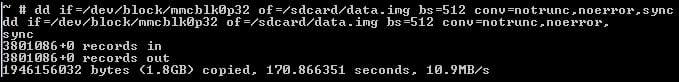 ~ # dd if=/dev/block/mmcblk0p32 of=/sdcard/data.img bs=512 conv=notrunc,noerror,sync
dd if=/dev/block/mmcblk0p32 of=/sdcard/data.img bs=512 conv=notrunc,noerror,
sync
3801086+0 records in
3801086+0 records out
1946156032 bytes (1.8GB) copied, 170.866351 seconds, 10.9MB/s